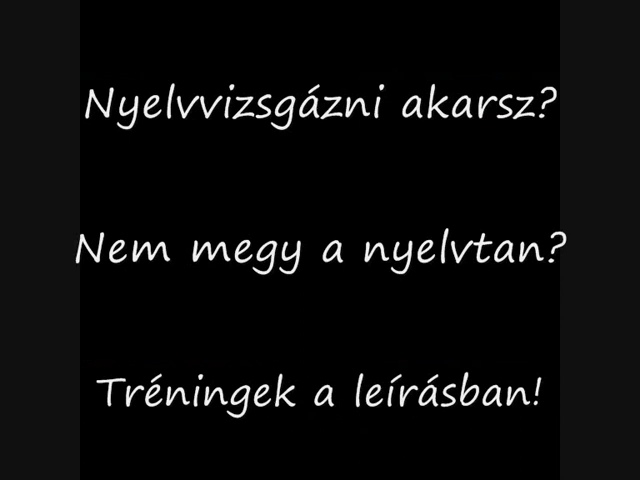 Nyelvvizsgázni akarsz?
Nem megy a nyelvtan?
Tréningek a leírásban!